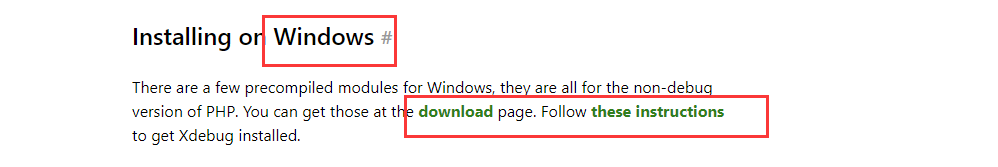 Installing on Windows #
There are a few precompiled modules for Windows, they are all for the non-debug
version of PHP. You can get those at the download page. Follow these instructions
to get Xdebug installed.